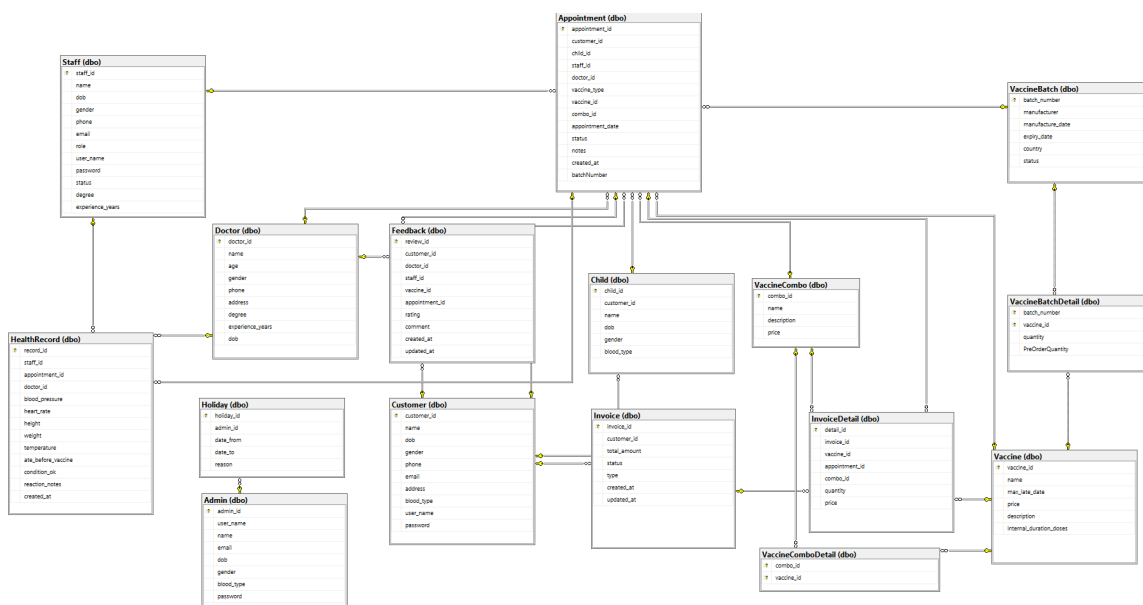 Appointment (dbo)
appointment_id
customer_id
child_id
staff_id
doctor_id
vaccine_type
vaccine_id
combo_id
appointment_date
status
notes
created_at
batchNumber
Staff (dbo)
staff_id
name
dob
gender
phone
email
role
user_name
password
status
degree
experience_years
VaccineBatch (dbo)
batch_number
manufacturer
manufacture_date
expiry_date
country
status
Doctor (dbo)
doctor_id
name
age
gender
phone
address
degree
experience_years
dob
Feedback (dbo)
review_id
customer_id
doctor_id
staff_id
vaccine_id
appointment_id
rating
comment
created_at
updated_at
Child (dbo)
child_id
customer_id
name
dob
gender
blood_type
VaccineCombo (dbo)
combo_id
name
description
price
VaccineBatchDetail (dbo)
batch_number
vaccine_id
quantity
PreOrderQuantity
HealthRecord (dbo)
record_id
staff_id
appointment_id
doctor_id
blood_pressure
heart_rate
height
weight
temperature
ate_before_vaccine
condition_ok
reaction_notes
created_at
Holiday (dbo)
holiday_id
admin_id
date_from
date_to
reason
Customer (dbo)
customer_id
name
dob
gender
phone
email
address
blood_type
user_name
password
Invoice (dbo)
invoice_id
customer_id
total_amount
status
type
created_at
updated_at
InvoiceDetail (dbo)
detail_id
invoice_id
vaccine_id
appointment_id
combo_id
quantity
price
Vaccine (dbo)
vaccine_id
name
max_late_date
price
description
internal_duration_doses
Admin (dbo)
admin_id
user_name
name
email
dob
gender
blood_type
password
VaccineComboDetail (dbo)
combo_id
vaccine_id